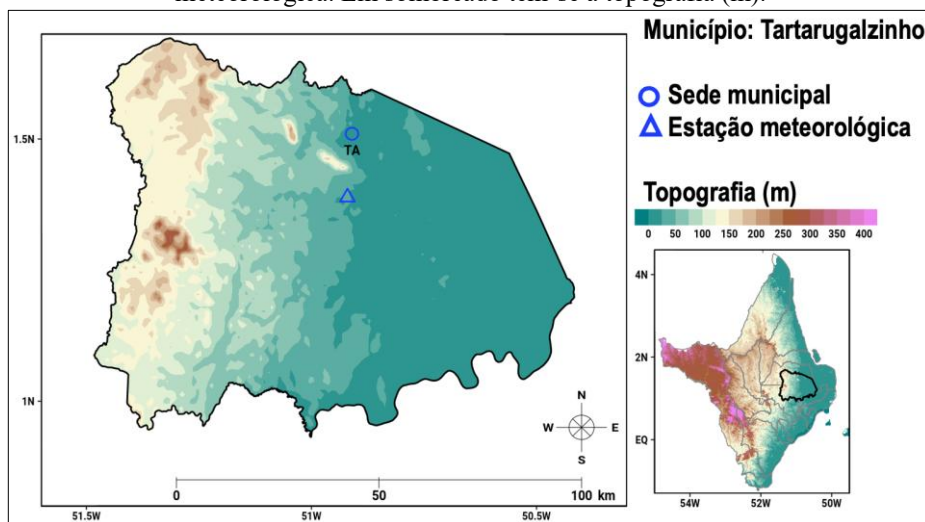 meteorológica. Em sombreado tem-se a topografia (m).
Município: Tartarugalzinho
Sede municipal
Estação meteorológica
Topografia (m)
0 50 100 150 200 250 300 350 400
1.5N
TA
1N
N
W E
S
0 50 100 km
51.5W 51W 50.5W
4N
2N
EQ
54W 52W 50W